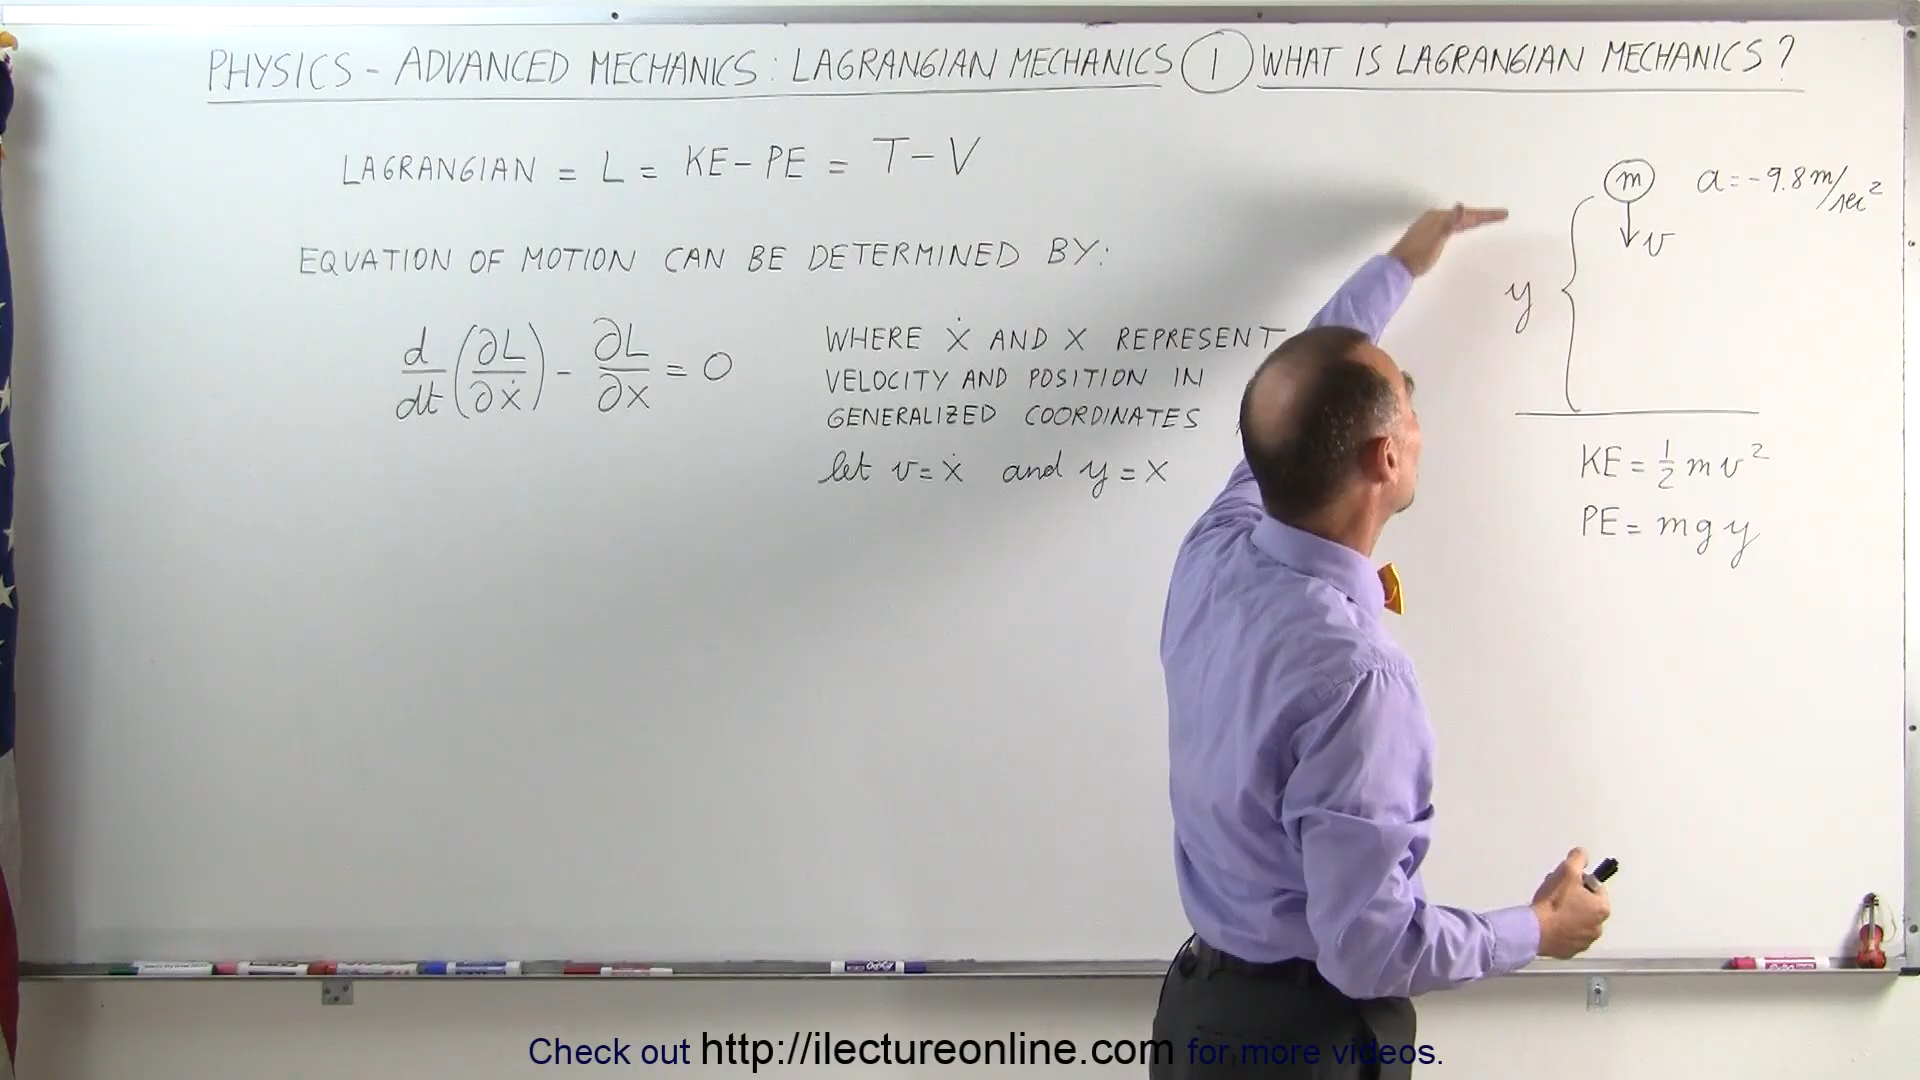 PHYSICS - ADVANCED MECHANICS: LAGRANGIAN MECHANICS ① WHAT IS LAGRANGIAN MECHANICS?
LAGRANGIAN = L = KE - PE = T - V
EQUATION OF MOTION CAN BE DETERMINED BY:
d/dt (∂L/∂ẋ) - ∂L/∂x = 0
WHERE ẋ AND x REPRESENT
VELOCITY AND POSITION IN
GENERALIZED COORDINATES
let v = ẋ and y = x
m a = -9.8 m/sec²
v
y
KE = ½ m v²
PE = m g y
Check out http://ilectureonline.com for more videos.